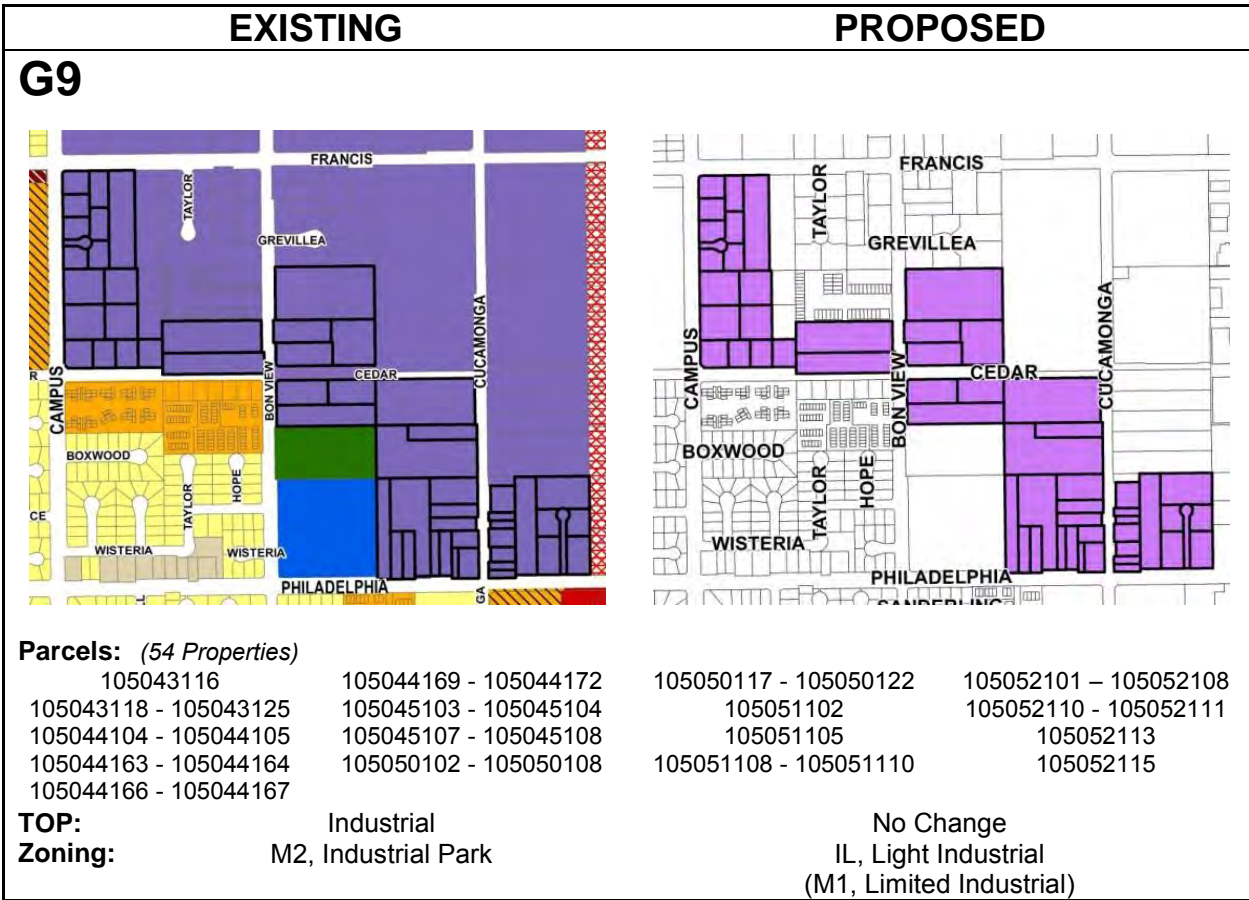 EXISTING PROPOSED
G9
FRANCIS
TAYLOR
GREVILLEA
CUCAMONGA
CAMPUS
BON VIEW
CEDAR
R
BOXWOOD
TAYLOR
HOPE
CE
WISTERIA
WISTERIA
PHILADELPHIA
GA
FRANCIS
TAYLOR
GREVILLEA
CUCAMONGA
CAMPUS
BON VIEW
CEDAR
BOXWOOD
TAYLOR
HOPE
WISTERIA
PHILADELPHIA
SANDERLING
Parcels: (54 Properties)
105043116 105044169 - 105044172 105050117 - 105050122 105052101 – 105052108
105043118 - 105043125 105045103 - 105045104 105051102 105052110 - 105052111
105044104 - 105044105 105045107 - 105045108 105051105 105052113
105044163 - 105044164 105050102 - 105050108 105051108 - 105051110 105052115
105044166 - 105044167
TOP: Industrial No Change
Zoning: M2, Industrial Park IL, Light Industrial
(M1, Limited Industrial)